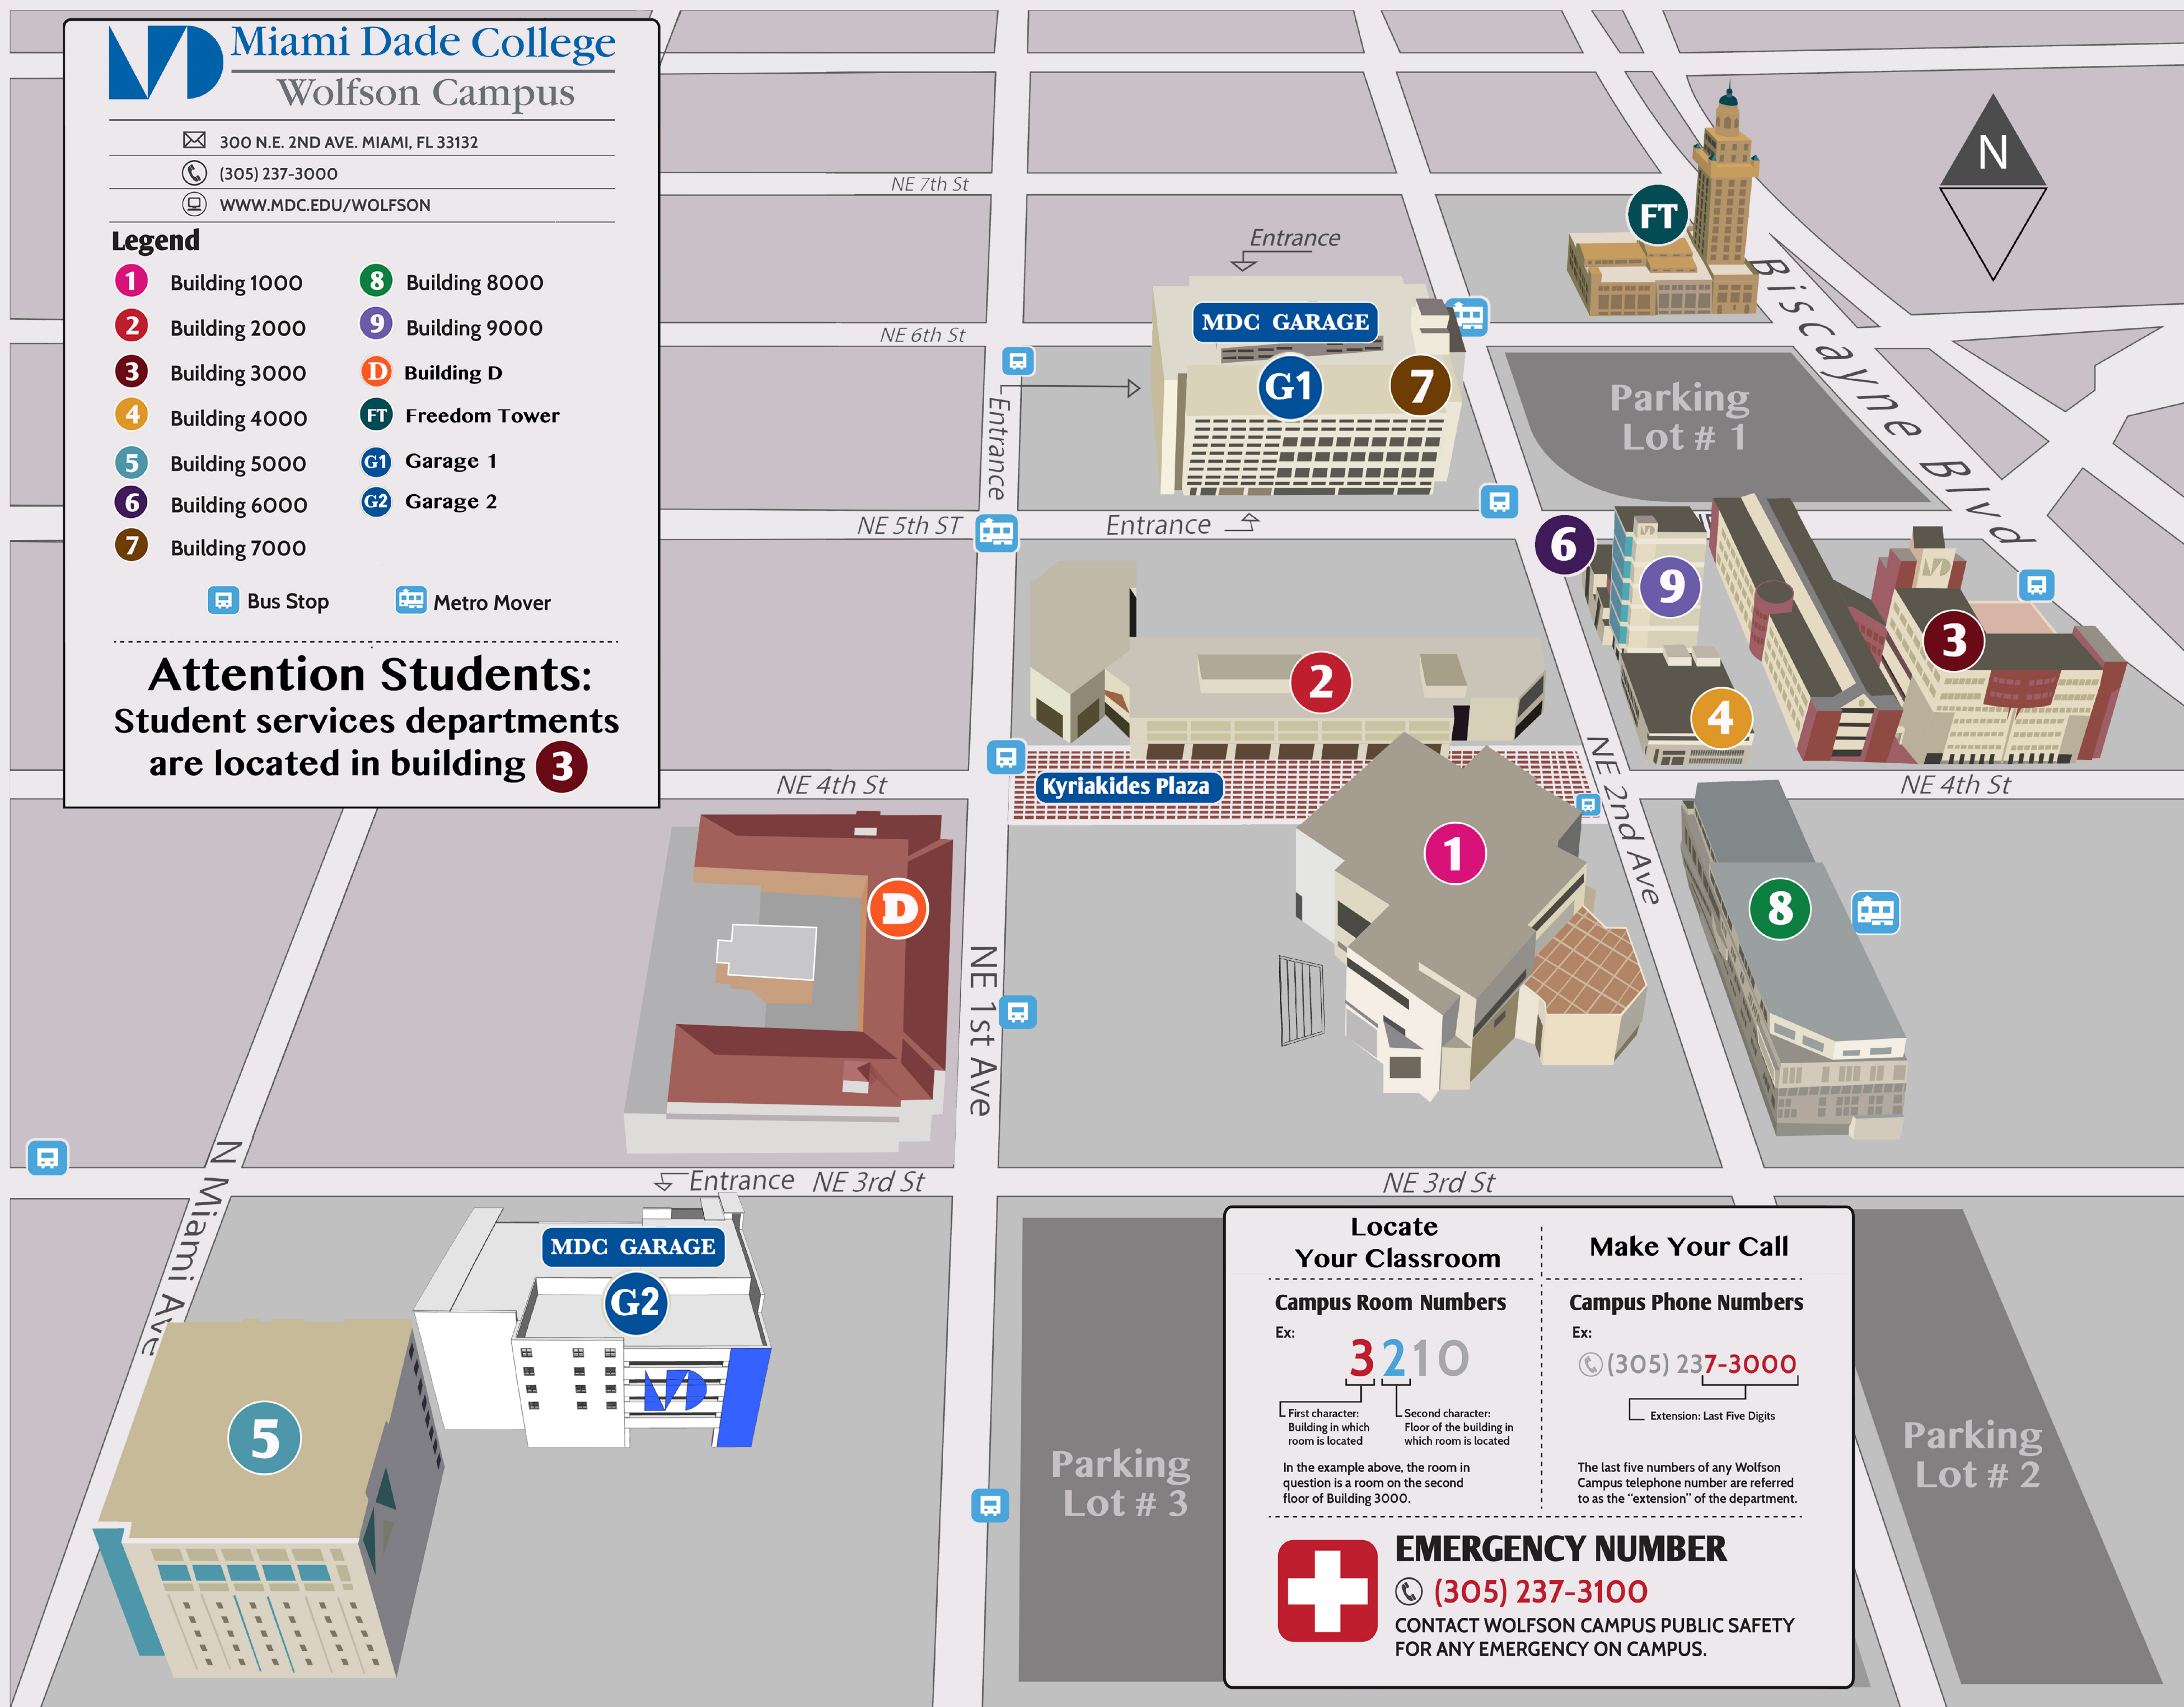 Miami Dade College
Wolfson Campus
300 N.E. 2ND AVE. MIAMI, FL 33132
(305) 237-3000
WWW.MDC.EDU/WOLFSON
Legend
1 Building 1000
2 Building 2000
3 Building 3000
4 Building 4000
5 Building 5000
6 Building 6000
7 Building 7000
8 Building 8000
9 Building 9000
D Building D
FT Freedom Tower
G1 Garage 1
G2 Garage 2
Bus Stop
Metro Mover
Attention Students:
Student services departments
are located in building 3
N
NE 7th St
FT
Entrance
MDC GARAGE
G1
7
NE 6th St
Entrance
Biscayne Blvd
Parking
Lot # 1
NE 5th ST
Entrance
6
9
3
4
2
Kyriakides Plaza
NE 4th St
NE 2nd Ave
NE 4th St
1
8
D
NE 1st Ave
N Miami Ave
Entrance
NE 3rd St
NE 3rd St
MDC GARAGE
G2
5
Parking
Lot # 3
Parking
Lot # 2
Locate
Your Classroom
Campus Room Numbers
Ex:
3210
First character:
Building in which
room is located
Second character:
Floor of the building in
which room is located
In the example above, the room in
question is a room on the second
floor of Building 3000.
Make Your Call
Campus Phone Numbers
Ex:
(305) 237-3000
Extension: Last Five Digits
The last five numbers of any Wolfson
Campus telephone number are referred
to as the “extension” of the department.
EMERGENCY NUMBER
(305) 237-3100
CONTACT WOLFSON CAMPUS PUBLIC SAFETY
FOR ANY EMERGENCY ON CAMPUS.